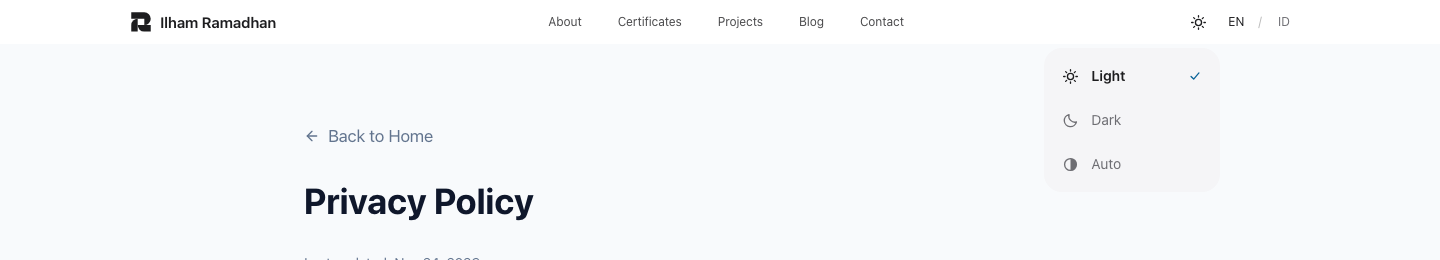 Ilham Ramadhan
About
Certificates
Projects
Blog
Contact
EN / ID
Light
Dark
Auto
Back to Home
Privacy Policy